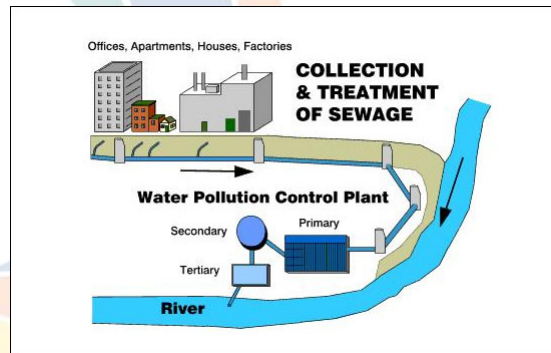 Offices, Apartments, Houses, Factories
COLLECTION
& TREATMENT
OF SEWAGE
Water Pollution Control Plant
Secondary
Primary
Tertiary
River